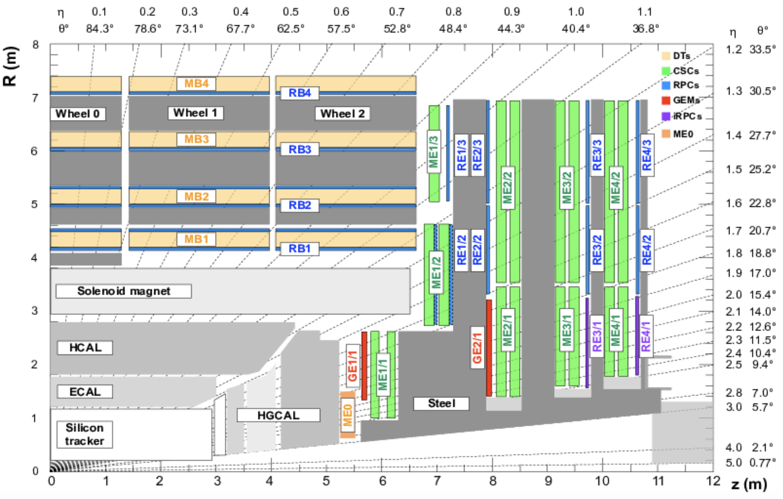 η 0.1 0.2 0.3 0.4 0.5 0.6 0.7 0.8 0.9 1.0 1.1 η θ°
θ° 84.3° 78.6° 73.1° 67.7° 62.5° 57.5° 52.8° 48.4° 44.3° 40.4° 36.8°
R (m)
8
7
6
5
4
3
2
1
0
1.2 33.5°
1.3 30.5°
1.4 27.7°
1.5 25.2°
1.6 22.8°
1.7 20.7°
1.8 18.8°
1.9 17.0°
2.0 15.4°
2.1 14.0°
2.2 12.6°
2.3 11.5°
2.4 10.4°
2.5 9.4°
2.8 7.0°
3.0 5.7°
4.0 2.1°
5.0 0.77°
DTs
CSCs
RPCs
GEMs
iRPCs
ME0
MB4
RB4
Wheel 0
Wheel 1
Wheel 2
MB3
RB3
MB2
RB2
MB1
RB1
Solenoid magnet
HCAL
ECAL
Silicon
tracker
HGCAL
Steel
ME1/3
RE1/3
RE2/3
ME2/2
ME3/2
RE3/3
ME4/2
RE4/3
ME1/2
RE1/2
RE2/2
RE3/2
RE4/2
GE1/1
ME1/1
ME0
GE2/1
ME2/1
ME3/1
RE3/1
ME4/1
RE4/1
0 1 2 3 4 5 6 7 8 9 10 11 12
z (m)